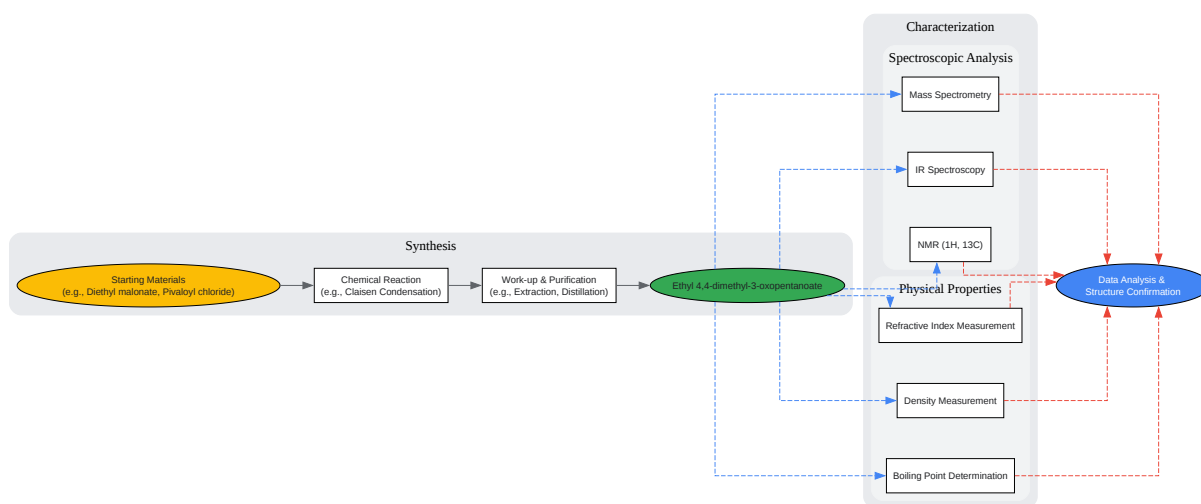 Characterization
Spectroscopic Analysis
Mass Spectrometry
IR Spectroscopy
NMR (1H, 13C)
Synthesis
Starting Materials
(e.g., Diethyl malonate, Pivaloyl chloride)
Chemical Reaction
(e.g., Claisen Condensation)
Work-up & Purification
(e.g., Extraction, Distillation)
Ethyl 4,4-dimethyl-3-oxopentanoate
Physical Properties
Refractive Index Measurement
Density Measurement
Boiling Point Determination
Data Analysis &
Structure Confirmation